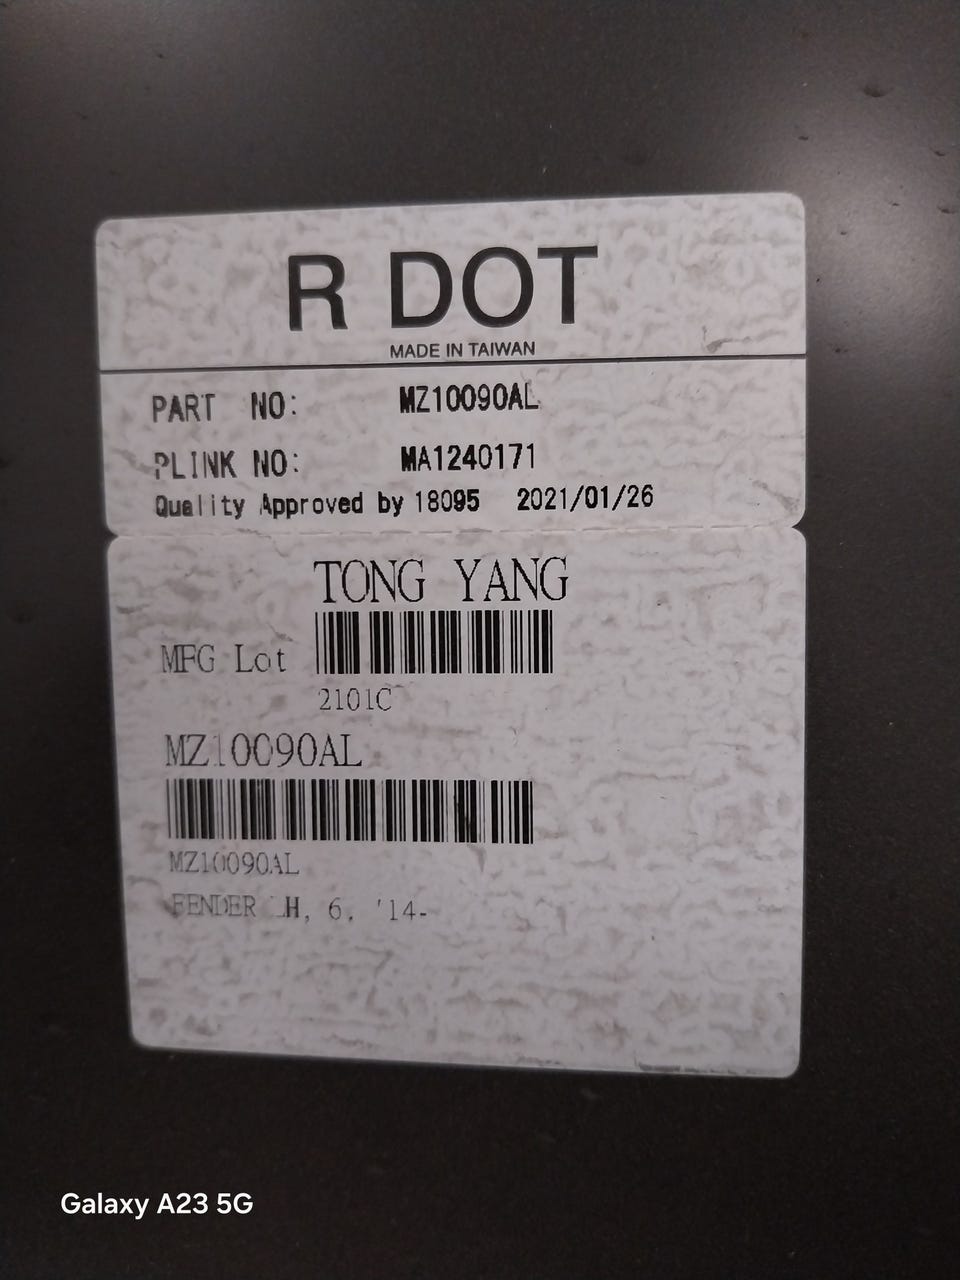 R DOT
MADE IN TAIWAN
PART NO: MZ10090AL
PLINK NO: MA1240171
Quality Approved by 18095 2021/01/26
TONG YANG
MFG Lot
2101C
MZ10090AL
MZ10090AL
FENDER LH, 6, '14-
Galaxy A23 5G